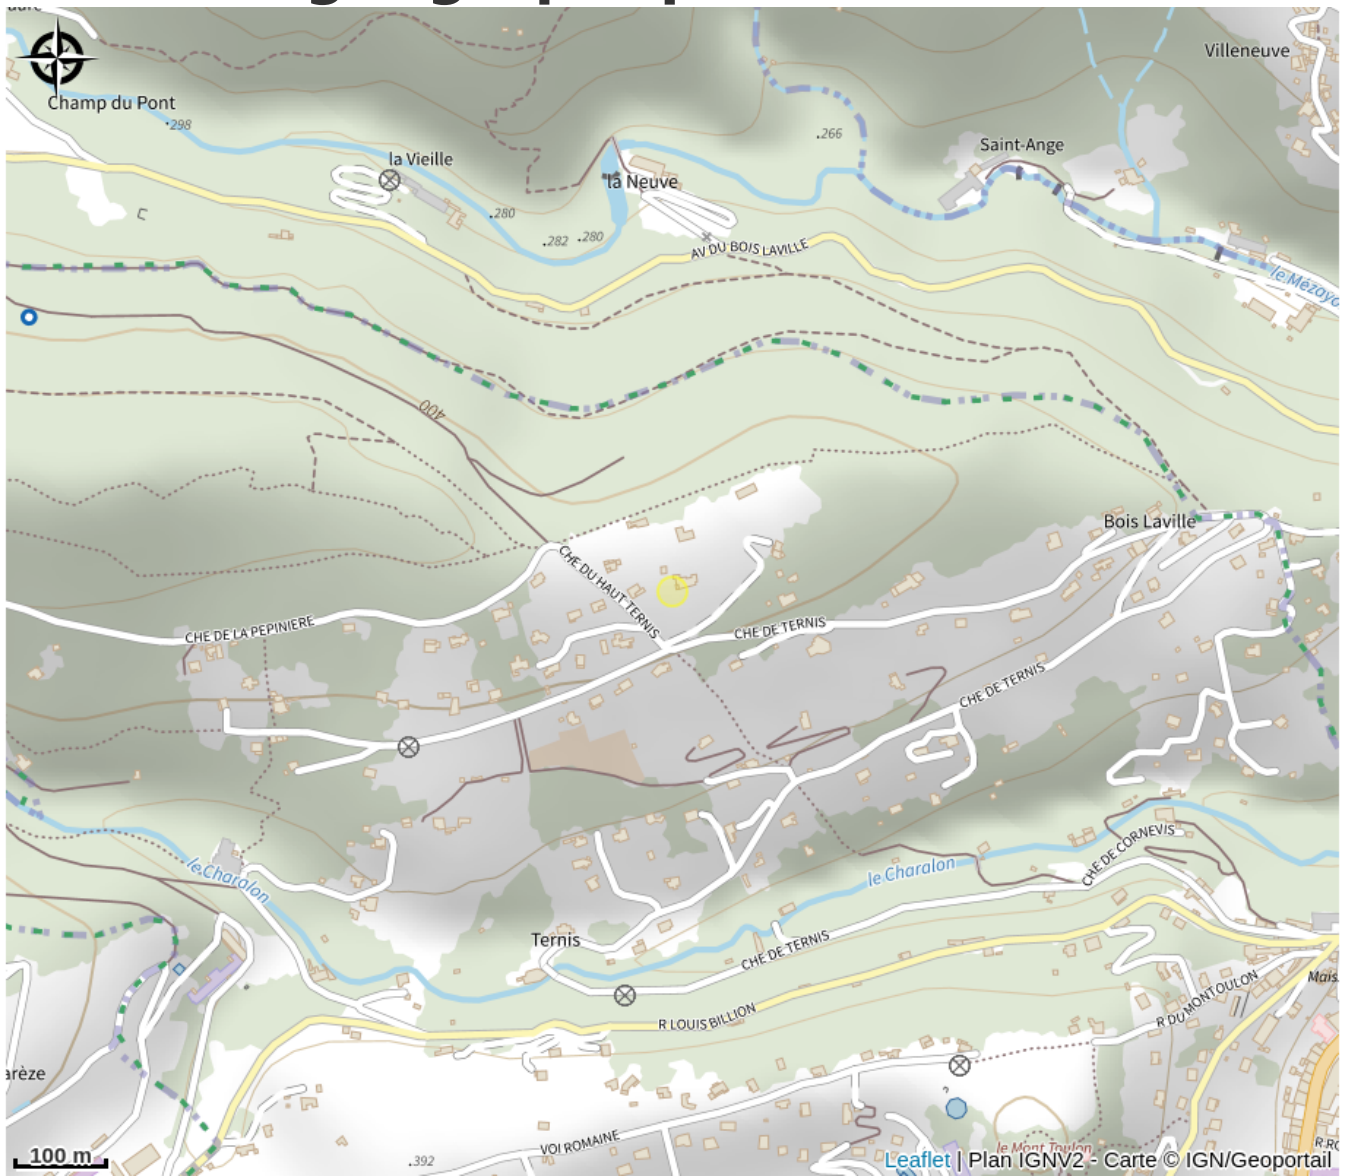 Villeneuve
Champ du Pont
298
266
Saint-Ange
la Vieille
la Neuve
280
282
280
AV DU BOIS LAVILLE
le Mézayo
400
Bois Laville
CHE DU HAUT TERNIS
CHE DE LA PEPINIERE
CHE DE TERNIS
CHE DE TERNIS
CHE DE CORNEVIS
le Charalon
le Charalon
Ternis
CHE DE TERNIS
R LOUIS BILLION
R DU MONTOULON
Mais
arèze
VOI ROMAINE
le Mont Toulon
392
100 m
Leaflet | Plan IGNV2 - Carte © IGN/Geoportail